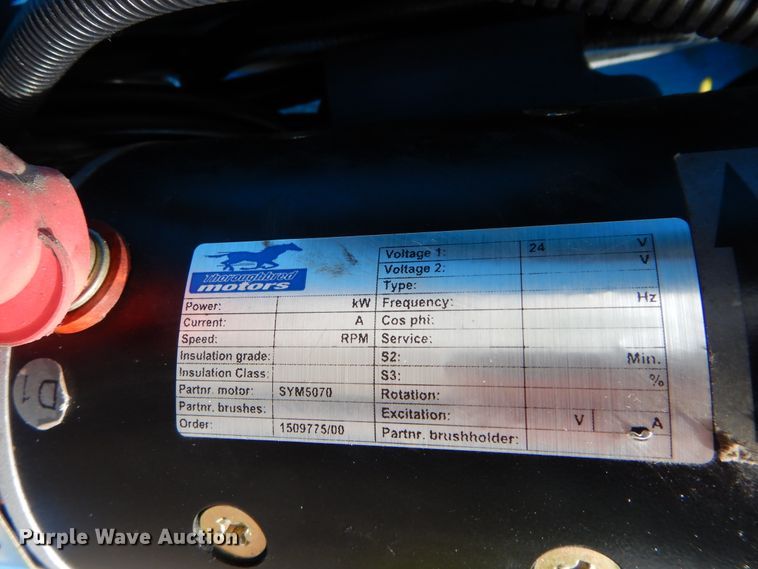 Thoroughbred
motors
Power: kW
Current: A
Speed: RPM
Insulation grade:
Insulation Class:
Partnr. motor: SYM5070
Partnr. brushes:
Order: 1509775/00
Voltage 1: 24 V
Voltage 2: V
Type:
Frequency: Hz
Cos phi:
Service:
S2: Min.
S3: %
Rotation:
Excitation: V A
Partnr. brushholder:
D1
Purple Wave Auction